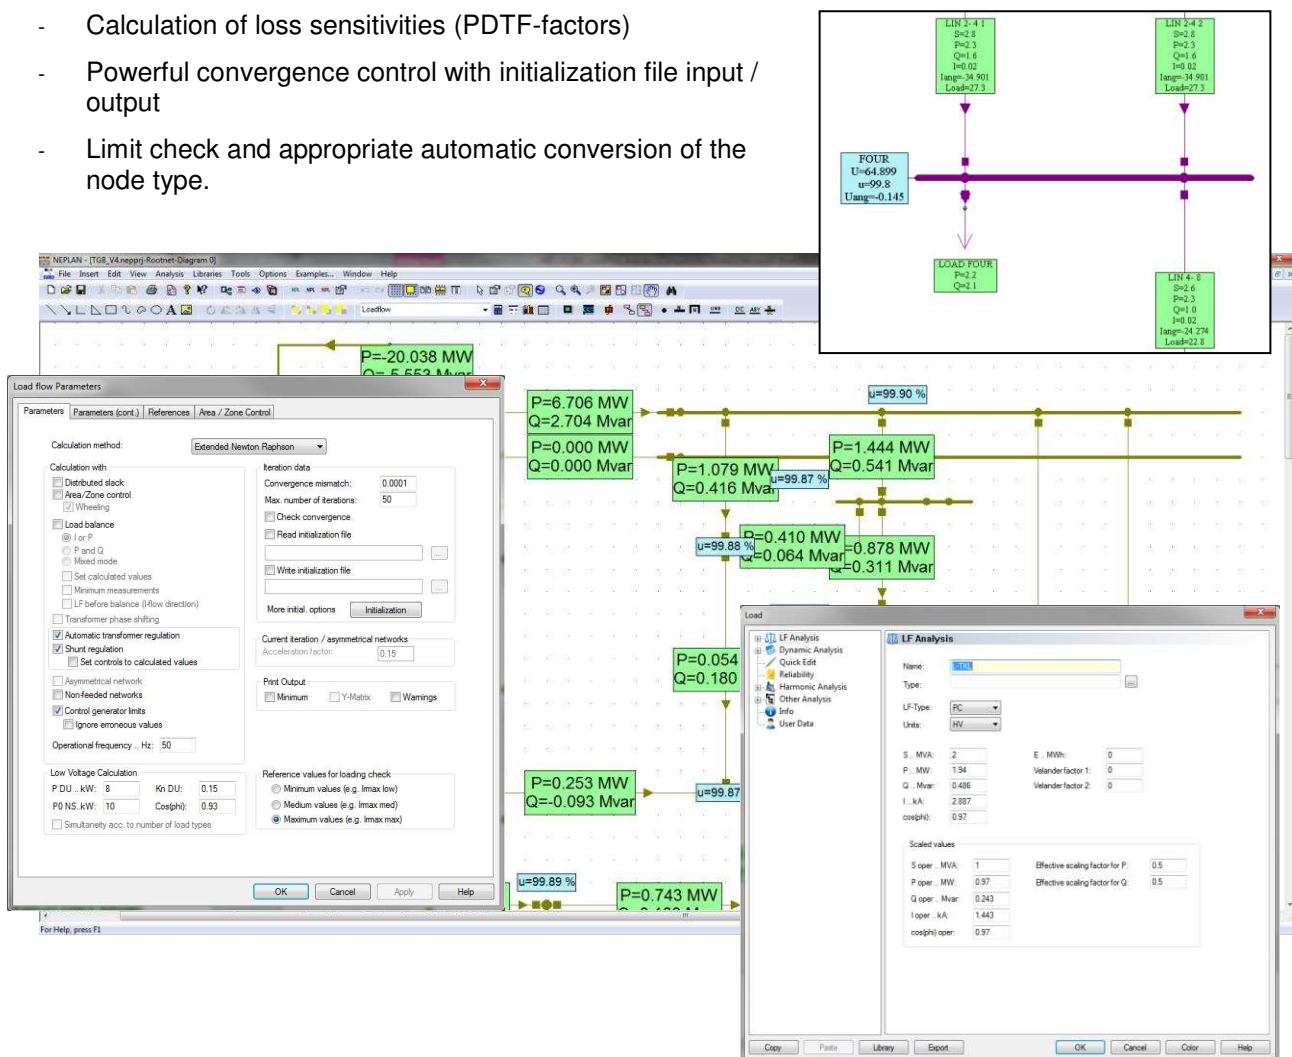 - Calculation of loss sensitivities (PDTF-factors)
- Powerful convergence control with initialization file input /
output
- Limit check and appropriate automatic conversion of the
node type.
LIN 2- 4 1
S=2.8
P=2.3
Q=1.6
I=0.02
Iang=-34.901
Load=27.3
LIN 2-4 2
S=2.8
P=2.3
Q=1.6
I=0.02
Iang=-34.901
Load=27.3
FOUR
U=64.899
u=99.8
Uang=-0.145
LOAD FOUR
P=2.2
Q=2.1
LIN 4- 8
S=2.6
P=2.3
Q=1.0
I=0.02
Iang=-24.274
Load=22.8
NEPLAN - [TGB_V4.nepprj-Rootnet-Diagram 0]
File Insert Edit View Analysis Libraries Tools Options Examples... Window Help
Loadflow
P=-20.038 MW
Q=-5.553 Mvar
P=6.706 MW
Q=2.704 Mvar
P=0.000 MW
Q=0.000 Mvar
u=99.90 %
P=1.444 MW
Q=0.541 Mvar
P=1.079 MW
Q=0.416 Mvar
u=99.87 %
P=0.410 MW
Q=0.064 Mvar
u=99.88 %
P=0.878 MW
Q=0.311 Mvar
P=0.054
Q=0.180
P=0.253 MW
Q=-0.093 Mvar
u=99.87
u=99.89 %
P=0.743 MW
For Help, press F1
Load flow Parameters
Parameters Parameters (cont.) References Area / Zone Control
Calculation method: Extended Newton Raphson
Calculation with
Distributed slack
Area/Zone control
Wheeling
Load balance
I or P
P and Q
Mixed mode
Set calculated values
Minimum measurements
LF before balance (I-flow direction)
Transformer phase shifting
Automatic transformer regulation
Shunt regulation
Set controls to calculated values
Asymmetrical network
Non-feeded networks
Control generator limits
Ignore erroneous values
Operational frequency .. Hz: 50
Low Voltage Calculation
P DU .. kW: 8 Kn DU: 0.15
P0 NS..kW: 10 Cos(phi): 0.93
Simultaneity acc. to number of load types
Iteration data
Convergence mismatch: 0.0001
Max. number of iterations: 50
Check convergence
Read initialization file
...
Write initialization file
...
More initial. options Initialization
Current iteration / asymmetrical networks
Acceleration factor: 0.15
Print Output
Minimum Y-Matrix Warnings
Reference values for loading check
Minimum values (e.g. Imax low)
Medium values (e.g. Imax med)
Maximum values (e.g. Imax max)
OK Cancel Apply Help
Load
LF Analysis
Dynamic Analysis
Quick Edit
Reliability
Harmonic Analysis
Other Analysis
Info
User Data
LF Analysis
Name: L-TKL
Type: ...
LF-Type: PC
Units: HV
S .. MVA: 2 E .. MWh: 0
P .. MW: 1.94 Velander factor 1: 0
Q .. Mvar: 0.486 Velander factor 2: 0
I .. kA: 2.887
cos(phi): 0.97
Scaled values
S oper .. MVA: 1 Effective scaling factor for P: 0.5
P oper .. MW: 0.97 Effective scaling factor for Q: 0.5
Q oper .. Mvar: 0.243
I oper .. kA: 1.443
cos(phi) oper: 0.97
Copy Paste Library Export OK Cancel Color Help